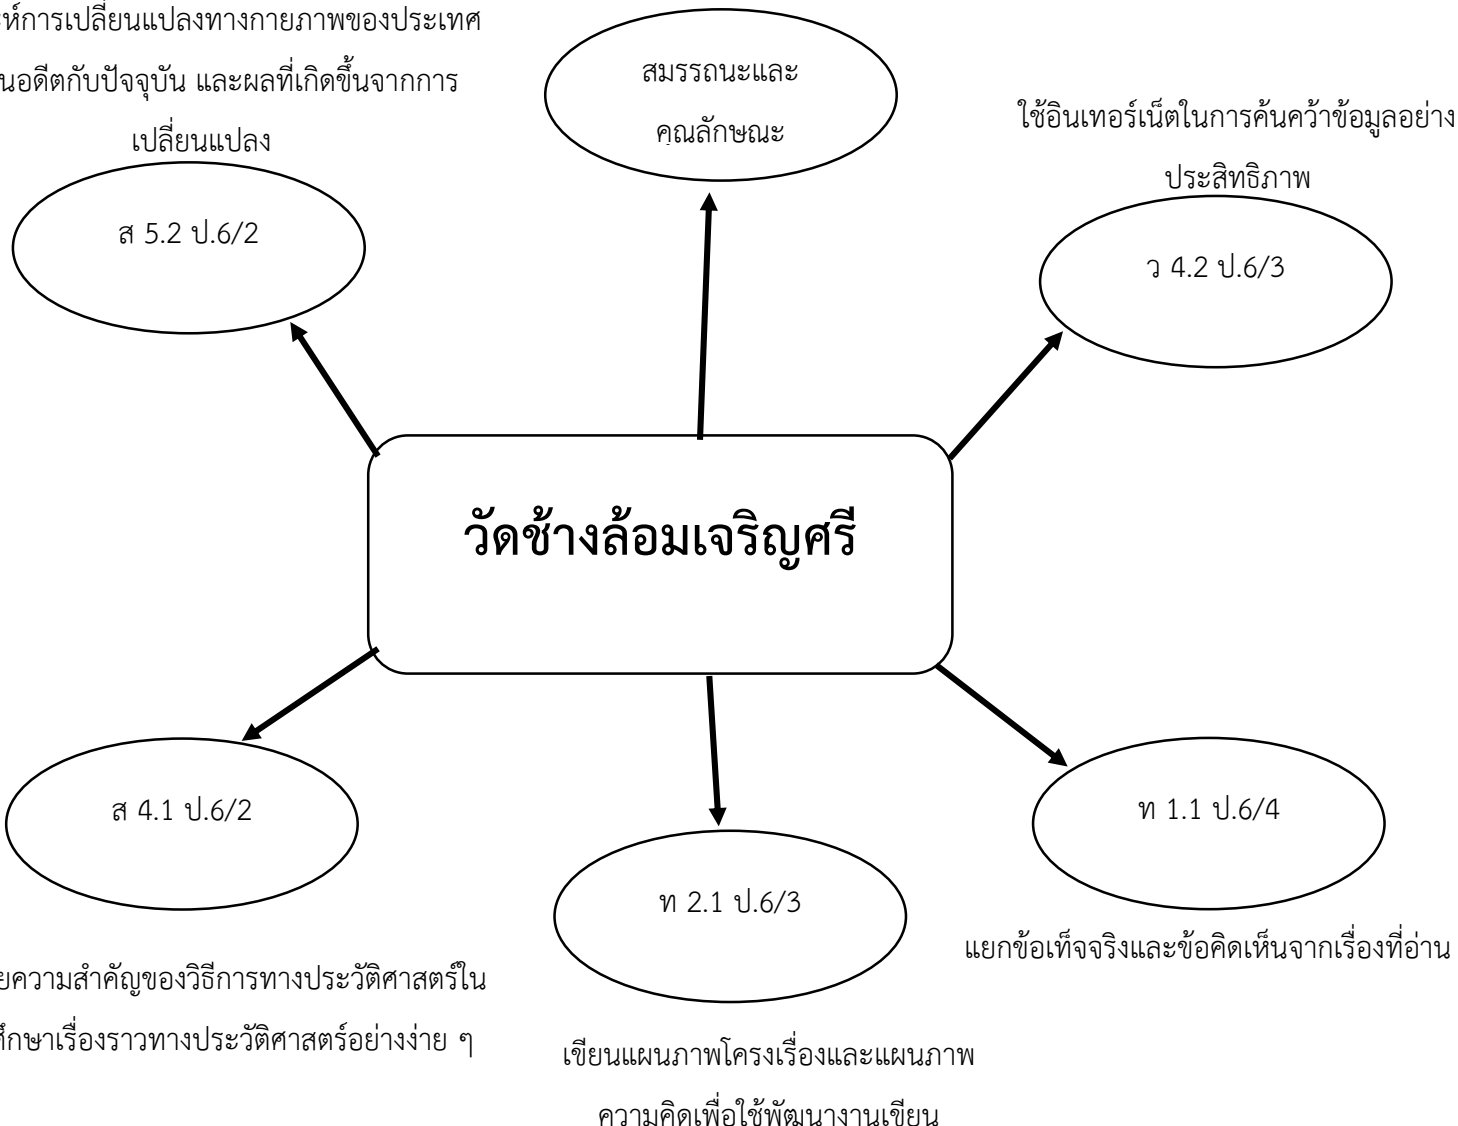 ห์การเปลี่ยนแปลงทางกายภาพของประเทศ
นอดีตกับปัจจุบัน และผลที่เกิดขึ้นจากการ
เปลี่ยนแปลง
ส 5.2 ป.6/2
สมรรถนะและ
คุณลักษณะ
ใช้อินเทอร์เน็ตในการค้นคว้าข้อมูลอย่าง
ประสิทธิภาพ
ว 4.2 ป.6/3
วัดช้างล้อมเจริญศรี
ส 4.1 ป.6/2
ยความสำคัญของวิธีการทางประวัติศาสตร์ใน
ศึกษาเรื่องราวทางประวัติศาสตร์อย่างง่าย ๆ
ท 2.1 ป.6/3
เขียนแผนภาพโครงเรื่องและแผนภาพ
ความคิดเพื่อใช้พัฒนางานเขียน
ท 1.1 ป.6/4
แยกข้อเท็จจริงและข้อคิดเห็นจากเรื่องที่อ่าน